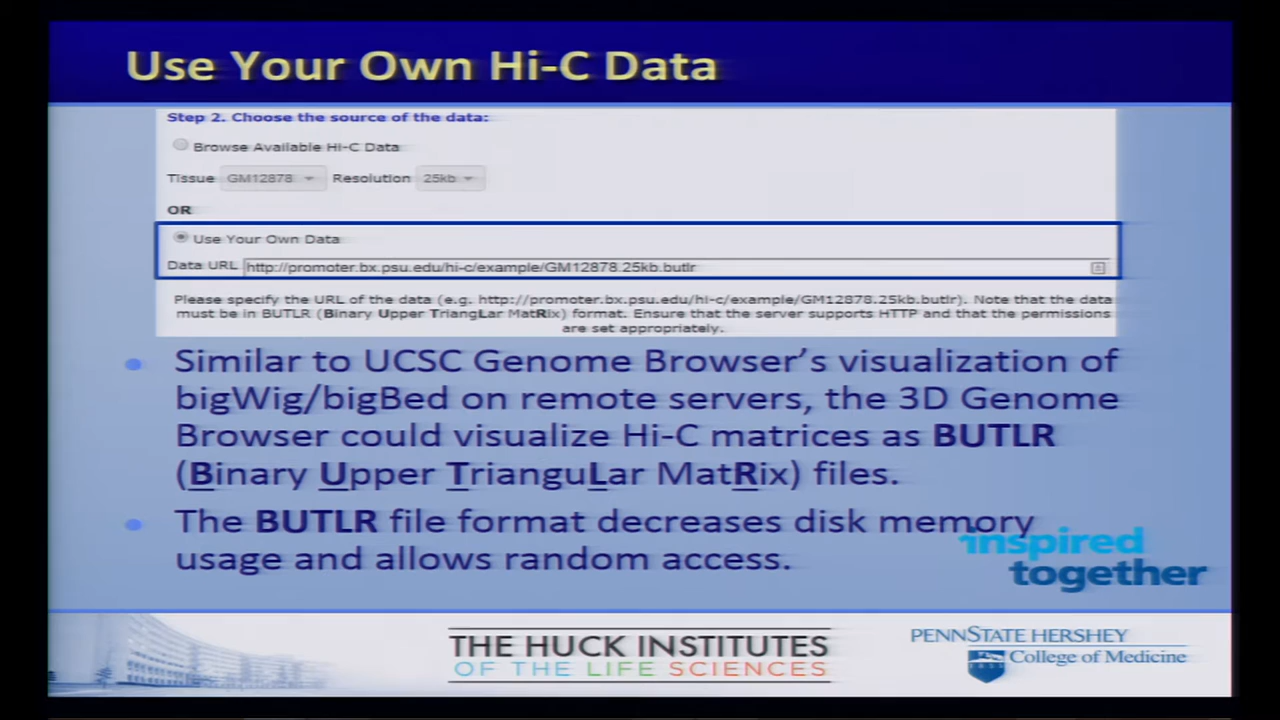 Use Your Own Hi-C Data
Step 2. Choose the source of the data:
Browse Available Hi-C Data
Tissue GM12878 Resolution 25kb
OR
Use Your Own Data
Data URL http://promoter.bx.psu.edu/hi-c/example/GM12878.25kb.butlr
Please specify the URL of the data (e.g. http://promoter.bx.psu.edu/hi-c/example/GM12878.25kb.butlr). Note that the data
must be in BUTLR (Binary Upper TriangLar MatRix) format. Ensure that the server supports HTTP and that the permissions
are set appropriately.
Similar to UCSC Genome Browser's visualization of
bigWig/bigBed on remote servers, the 3D Genome
Browser could visualize Hi-C matrices as BUTLR
(Binary Upper TrianguLar MatRix) files.
The BUTLR file format decreases disk memory
usage and allows random access.
inspired
together
THE HUCK INSTITUTES
OF THE LIFE SCIENCES
PENNSTATE HERSHEY
College of Medicine